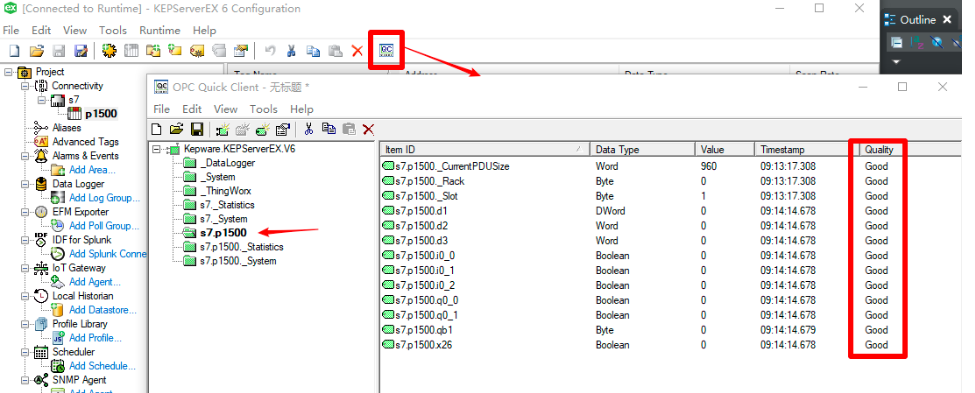 [Connected to Runtime] - KEPServerEX 6 Configuration
File Edit View Tools Runtime Help
Outline
Project
Connectivity
s7
p1500
Aliases
Advanced Tags
Alarms & Events
Add Area...
Data Logger
Add Log Group...
EFM Exporter
Add Poll Group...
IDF for Splunk
Add Splunk Conne
IoT Gateway
Add Agent...
Local Historian
Add Datastore...
Profile Library
Add Profile...
Scheduler
Add Schedule...
SNMP Agent
QC
OPC Quick Client - 无标题 *
File Edit View Tools Help
Kepware.KEPServerEX.V6
_DataLogger
_System
_ThingWorx
s7._Statistics
s7._System
s7.p1500
s7.p1500._Statistics
s7.p1500._System
Item ID Data Type Value Timestamp Quality
s7.p1500._CurrentPDUSize Word 960 09:13:17.308 Good
s7.p1500._Rack Byte 0 09:13:17.308 Good
s7.p1500._Slot Byte 1 09:13:17.308 Good
s7.p1500.d1 DWord 0 09:14:14.678 Good
s7.p1500.d2 Word 0 09:14:14.678 Good
s7.p1500.d3 Word 0 09:14:14.678 Good
s7.p1500.i0_0 Boolean 0 09:14:14.678 Good
s7.p1500.i0_1 Boolean 0 09:14:14.678 Good
s7.p1500.i0_2 Boolean 0 09:14:14.678 Good
s7.p1500.q0_0 Boolean 0 09:14:14.678 Good
s7.p1500.q0_1 Boolean 0 09:14:14.678 Good
s7.p1500.qb1 Byte 0 09:14:14.679 Good
s7.p1500.x26 Boolean 0 09:14:14.678 Good